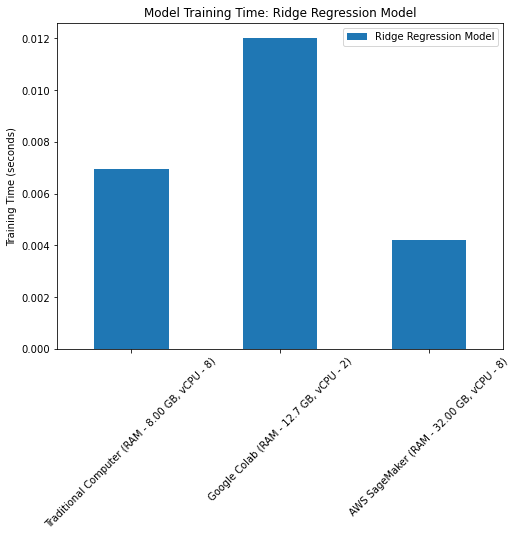 Model Training Time: Ridge Regression Model
Ridge Regression Model
Training Time (seconds)
0.012
0.010
0.008
0.006
0.004
0.002
0.000
Traditional Computer (RAM - 8.00 GB, vCPU - 8)
Google Colab (RAM - 12.7 GB, vCPU - 2)
AWS SageMaker (RAM - 32.00 GB, vCPU - 8)